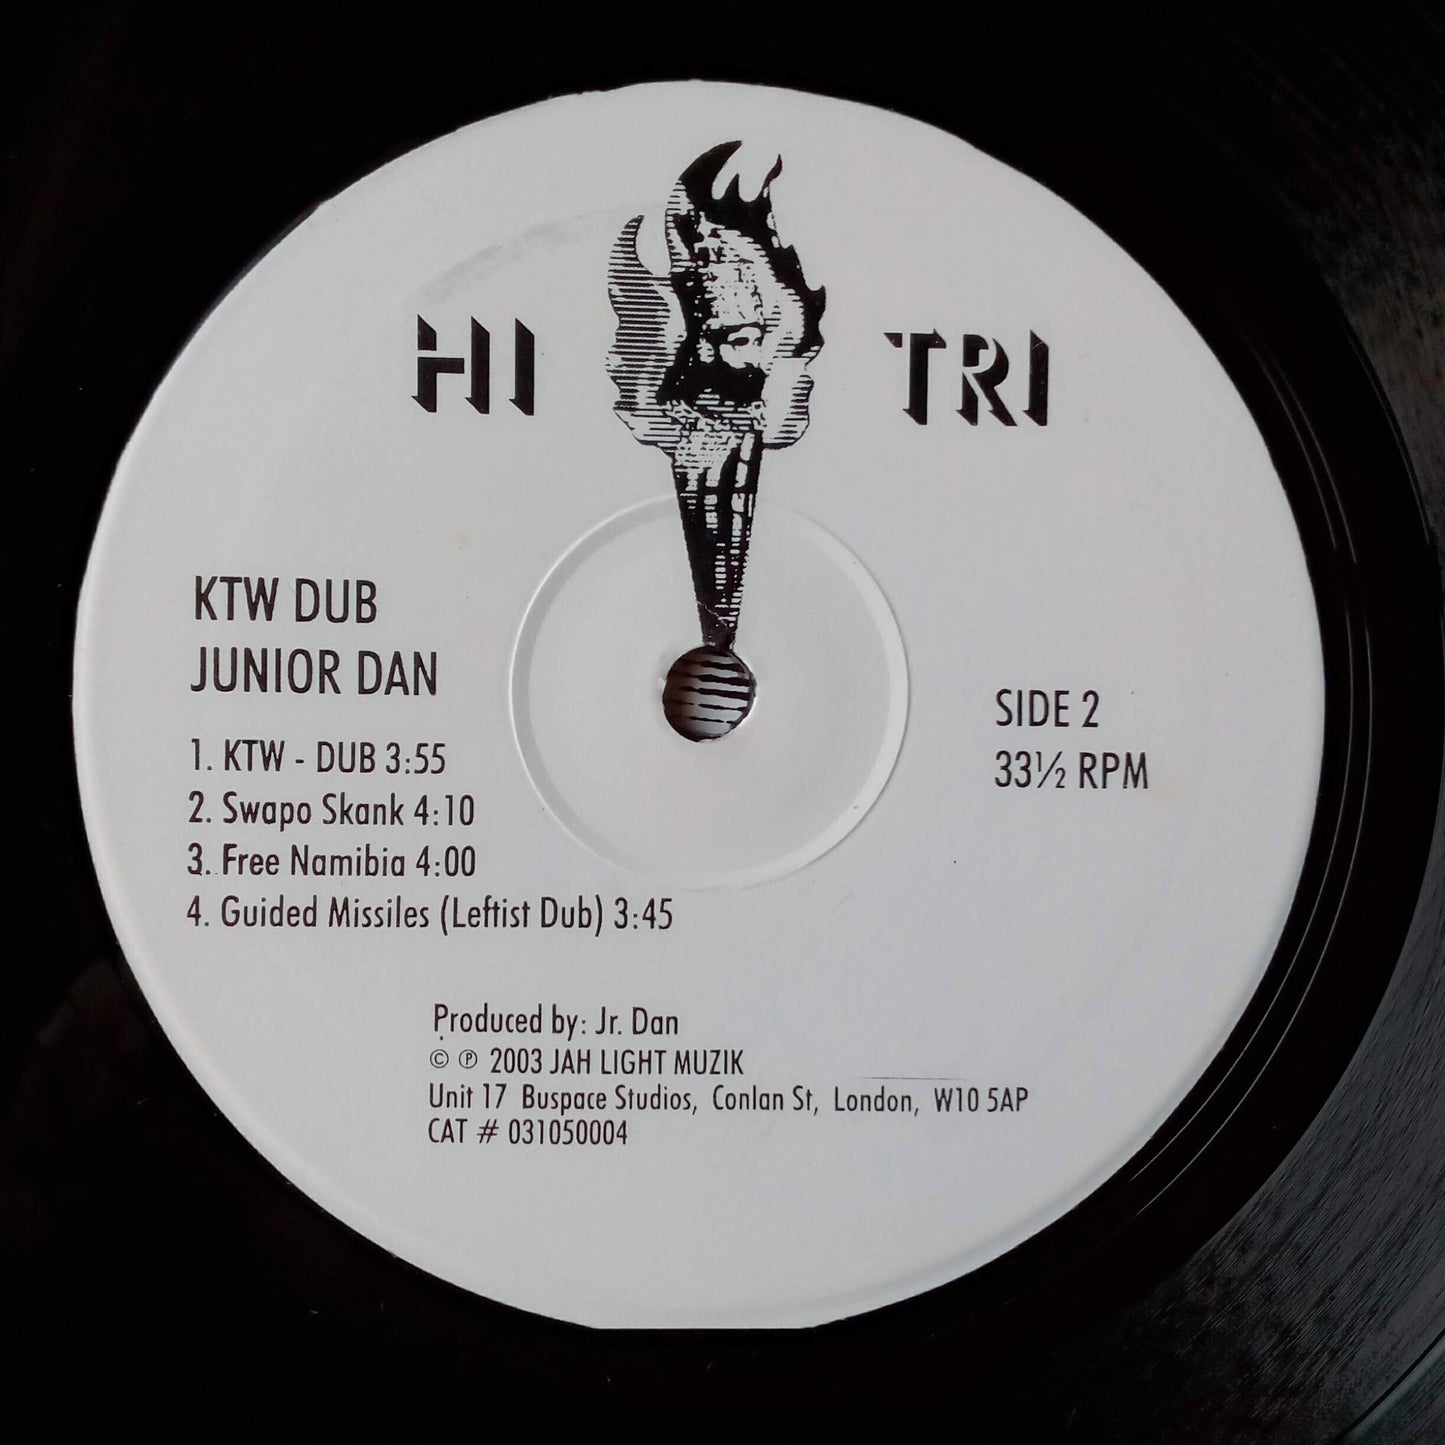 HI TRI
KTW DUB
JUNIOR DAN
1. KTW - DUB 3:55
2. Swapo Skank 4:10
3. Free Namibia 4:00
4. Guided Missiles (Leftist Dub) 3:45
SIDE 2
33½ RPM
Produced by: Jr. Dan
© ℗ 2003 JAH LIGHT MUZIK
Unit 17 Buspace Studios, Conlan St, London, W10 5AP
CAT # 031050004